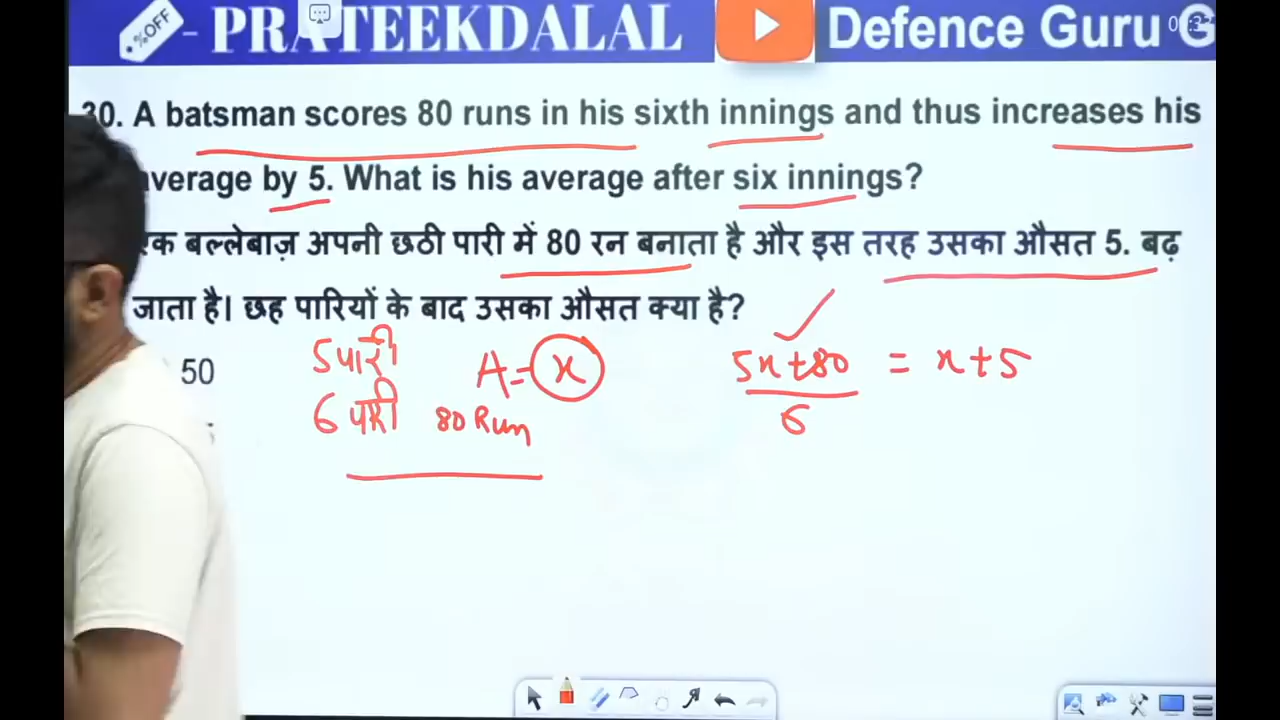 %OFF - PRATEEKDALAL Defence Guru G
30. A batsman scores 80 runs in his sixth innings and thus increases his
average by 5. What is his average after six innings?
एक बल्लेबाज़ अपनी छठी पारी में 80 रन बनाता है और इस तरह उसका औसत 5. बढ़
जाता है। छह पारियों के बाद उसका औसत क्या है?
50
5 पारी A = x
6 पारी 80 Run
5x+80 = x+5
6